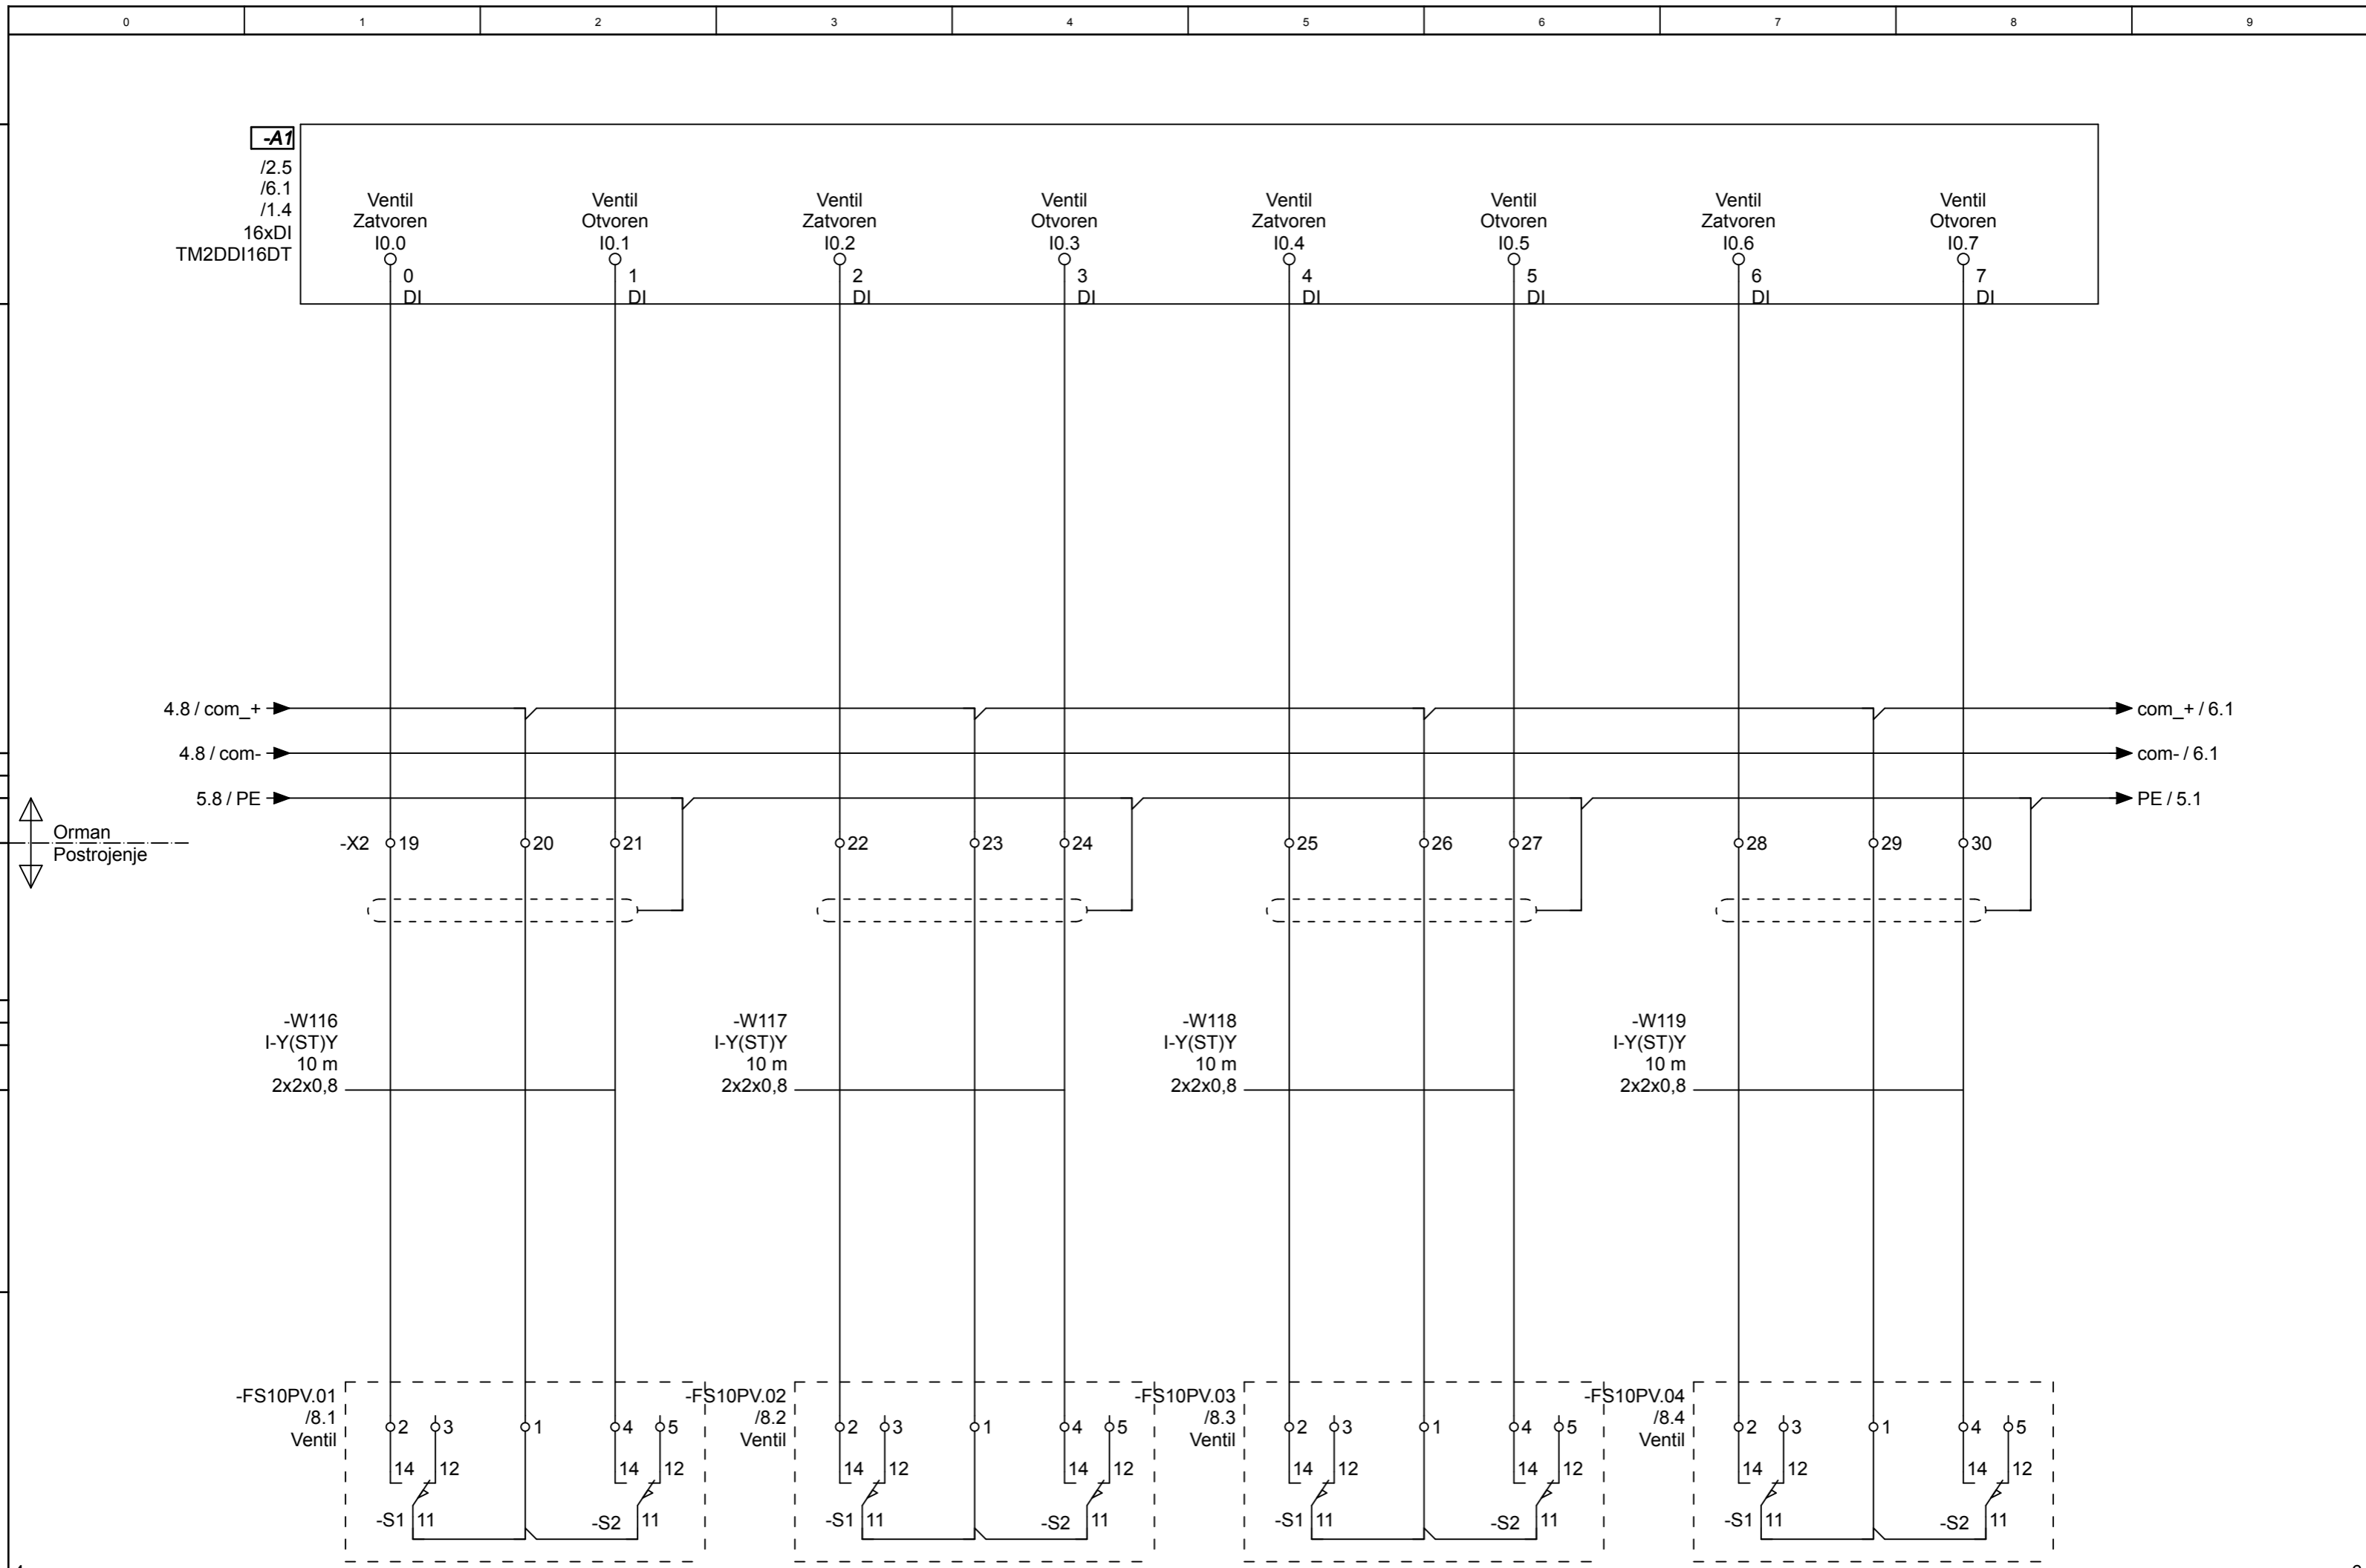 0 1 2 3 4 5 6 7 8 9
-A1
/2.5
/6.1
/1.4
16xDI
TM2DDI16DT
Ventil Ventil Ventil Ventil Ventil Ventil Ventil Ventil
Zatvoren Otvoren Zatvoren Otvoren Zatvoren Otvoren Zatvoren Otvoren
I0.0 I0.1 I0.2 I0.3 I0.4 I0.5 I0.6 I0.7
0 1 2 3 4 5 6 7
DI DI DI DI DI DI DI DI
4.8 / com_+ com_+ / 6.1
4.8 / com- com- / 6.1
5.8 / PE PE / 5.1
Orman
Postrojenje
-X2 19 20 21 22 23 24 25 26 27 28 29 30
-W116 -W117 -W118 -W119
I-Y(ST)Y I-Y(ST)Y I-Y(ST)Y I-Y(ST)Y
10 m 10 m 10 m 10 m
2x2x0,8 2x2x0,8 2x2x0,8 2x2x0,8
-FS10PV.01 -FS10PV.02 -FS10PV.03 -FS10PV.04
/8.1 /8.2 /8.3 /8.4
Ventil Ventil Ventil Ventil
2 3 1 4 5 2 3 1 4 5 2 3 1 4 5 2 3 1 4 5
14 12 14 12 14 12 14 12 14 12 14 12 14 12 14 12
-S1 11 -S2 11 -S1 11 -S2 11 -S1 11 -S2 11 -S1 11 -S2 11